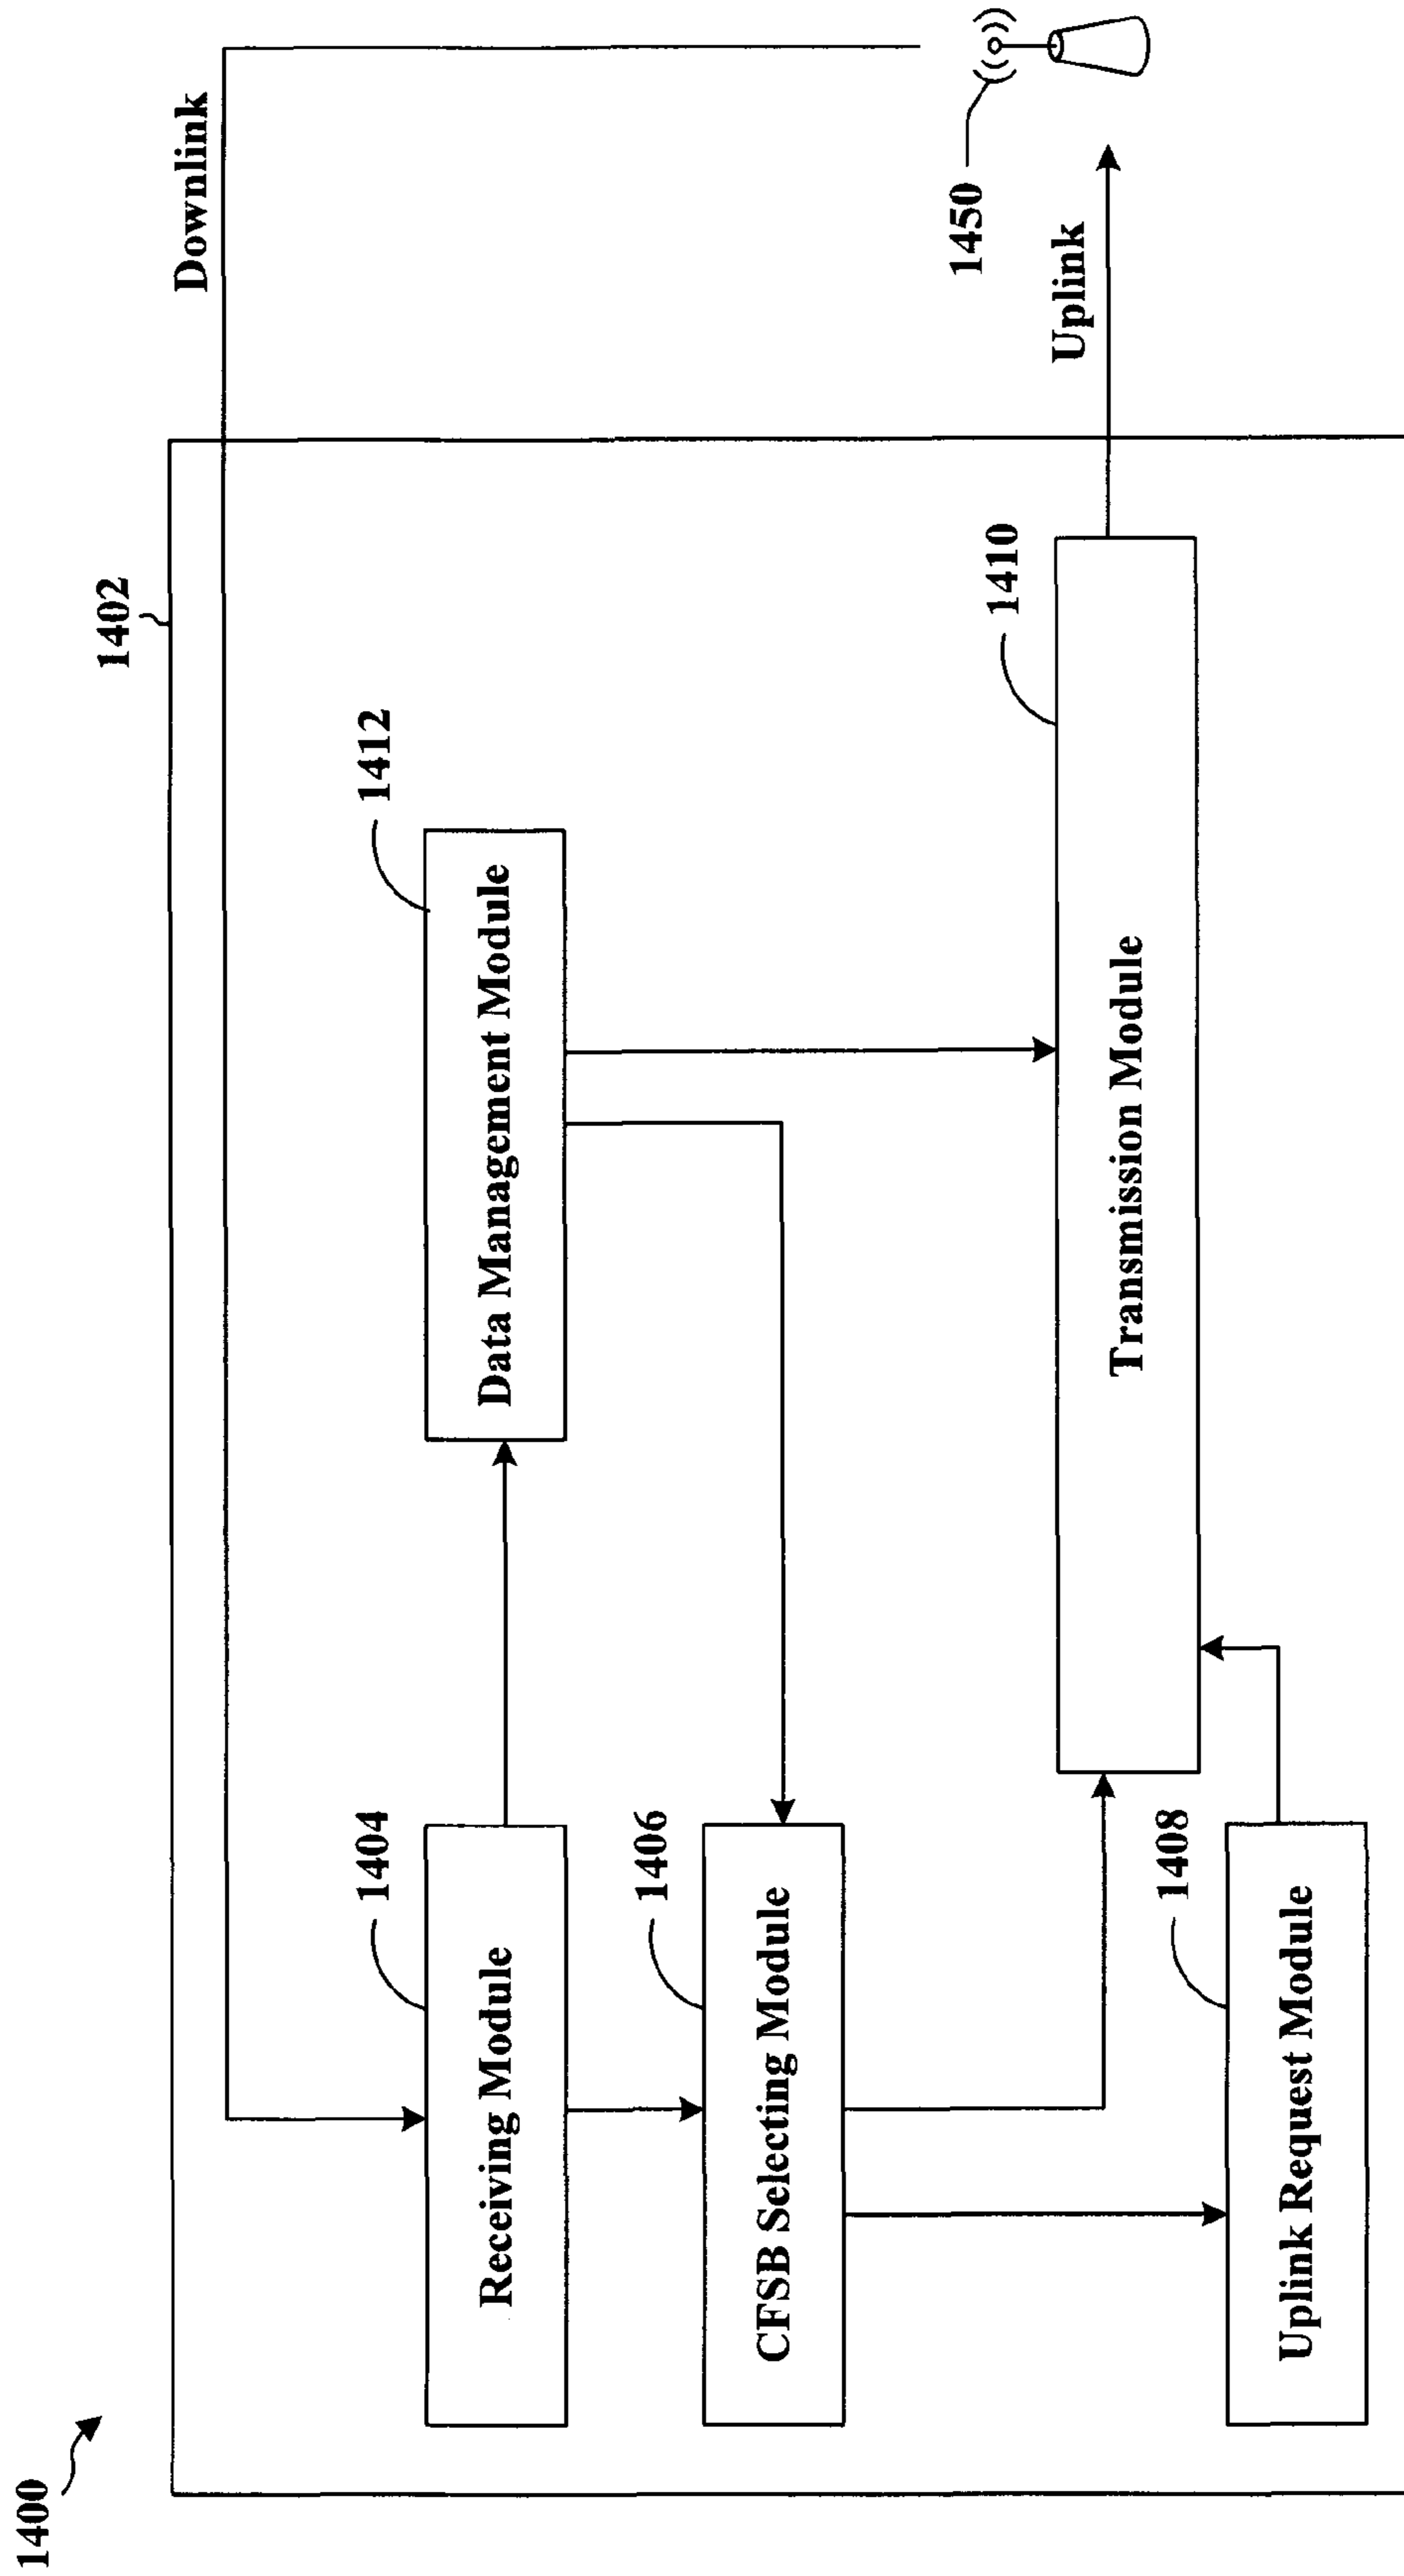 1400
1402
Downlink
1404
Receiving Module
1412
Data Management Module
1406
CFSB Selecting Module
1450
Uplink
1410
Transmission Module
1408
Uplink Request Module